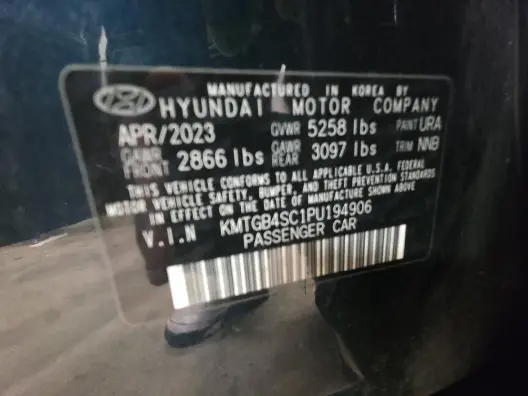 MANUFACTURED IN KOREA BY
HYUNDAI MOTOR COMPANY
APR/2023 GVWR 5258 lbs PAINT URA
GAWR FRONT 2866 lbs GAWR REAR 3097 lbs TRIM NNB
THIS VEHICLE CONFORMS TO ALL APPLICABLE U.S.A. FEDERAL
MOTOR VEHICLE SAFETY, BUMPER, AND THEFT PREVENTION STANDARDS
IN EFFECT ON THE DATE OF MANUFACTURE SHOWN ABOVE.
V.I.N KMTGB4SC1PU194906
PASSENGER CAR